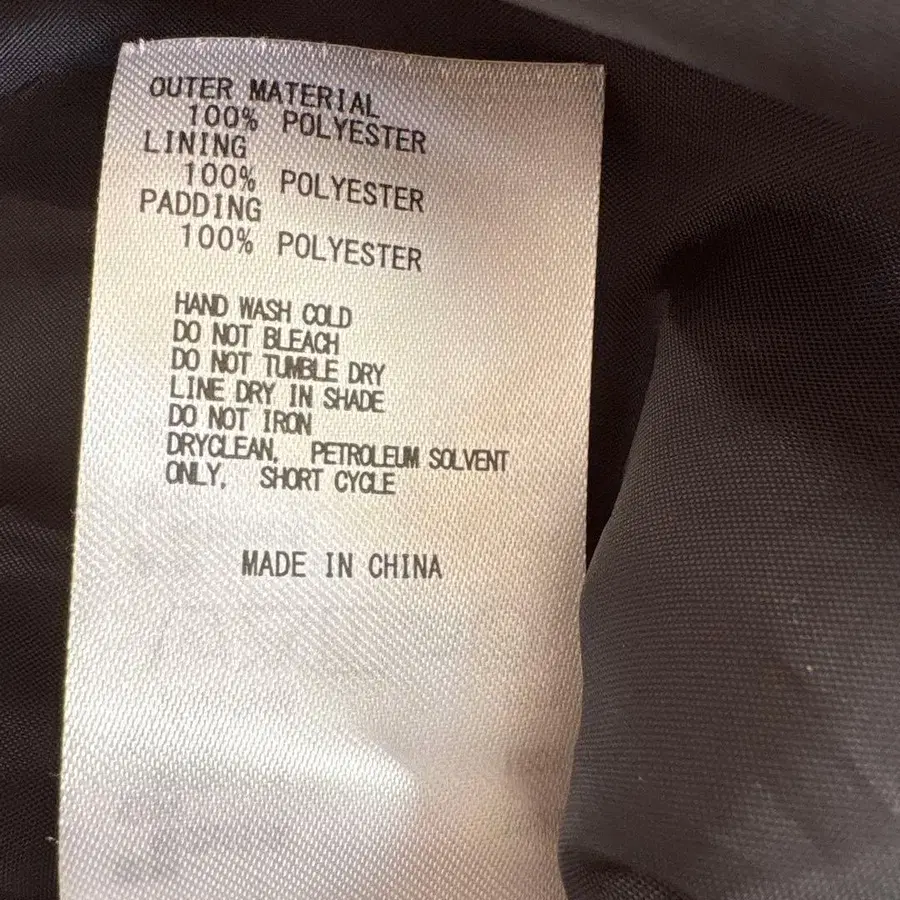 OUTER MATERIAL
100% POLYESTER
LINING
100% POLYESTER
PADDING
100% POLYESTER
HAND WASH COLD
DO NOT BLEACH
DO NOT TUMBLE DRY
LINE DRY IN SHADE
DO NOT IRON
DRYCLEAN, PETROLEUM SOLVENT
ONLY, SHORT CYCLE
MADE IN CHINA